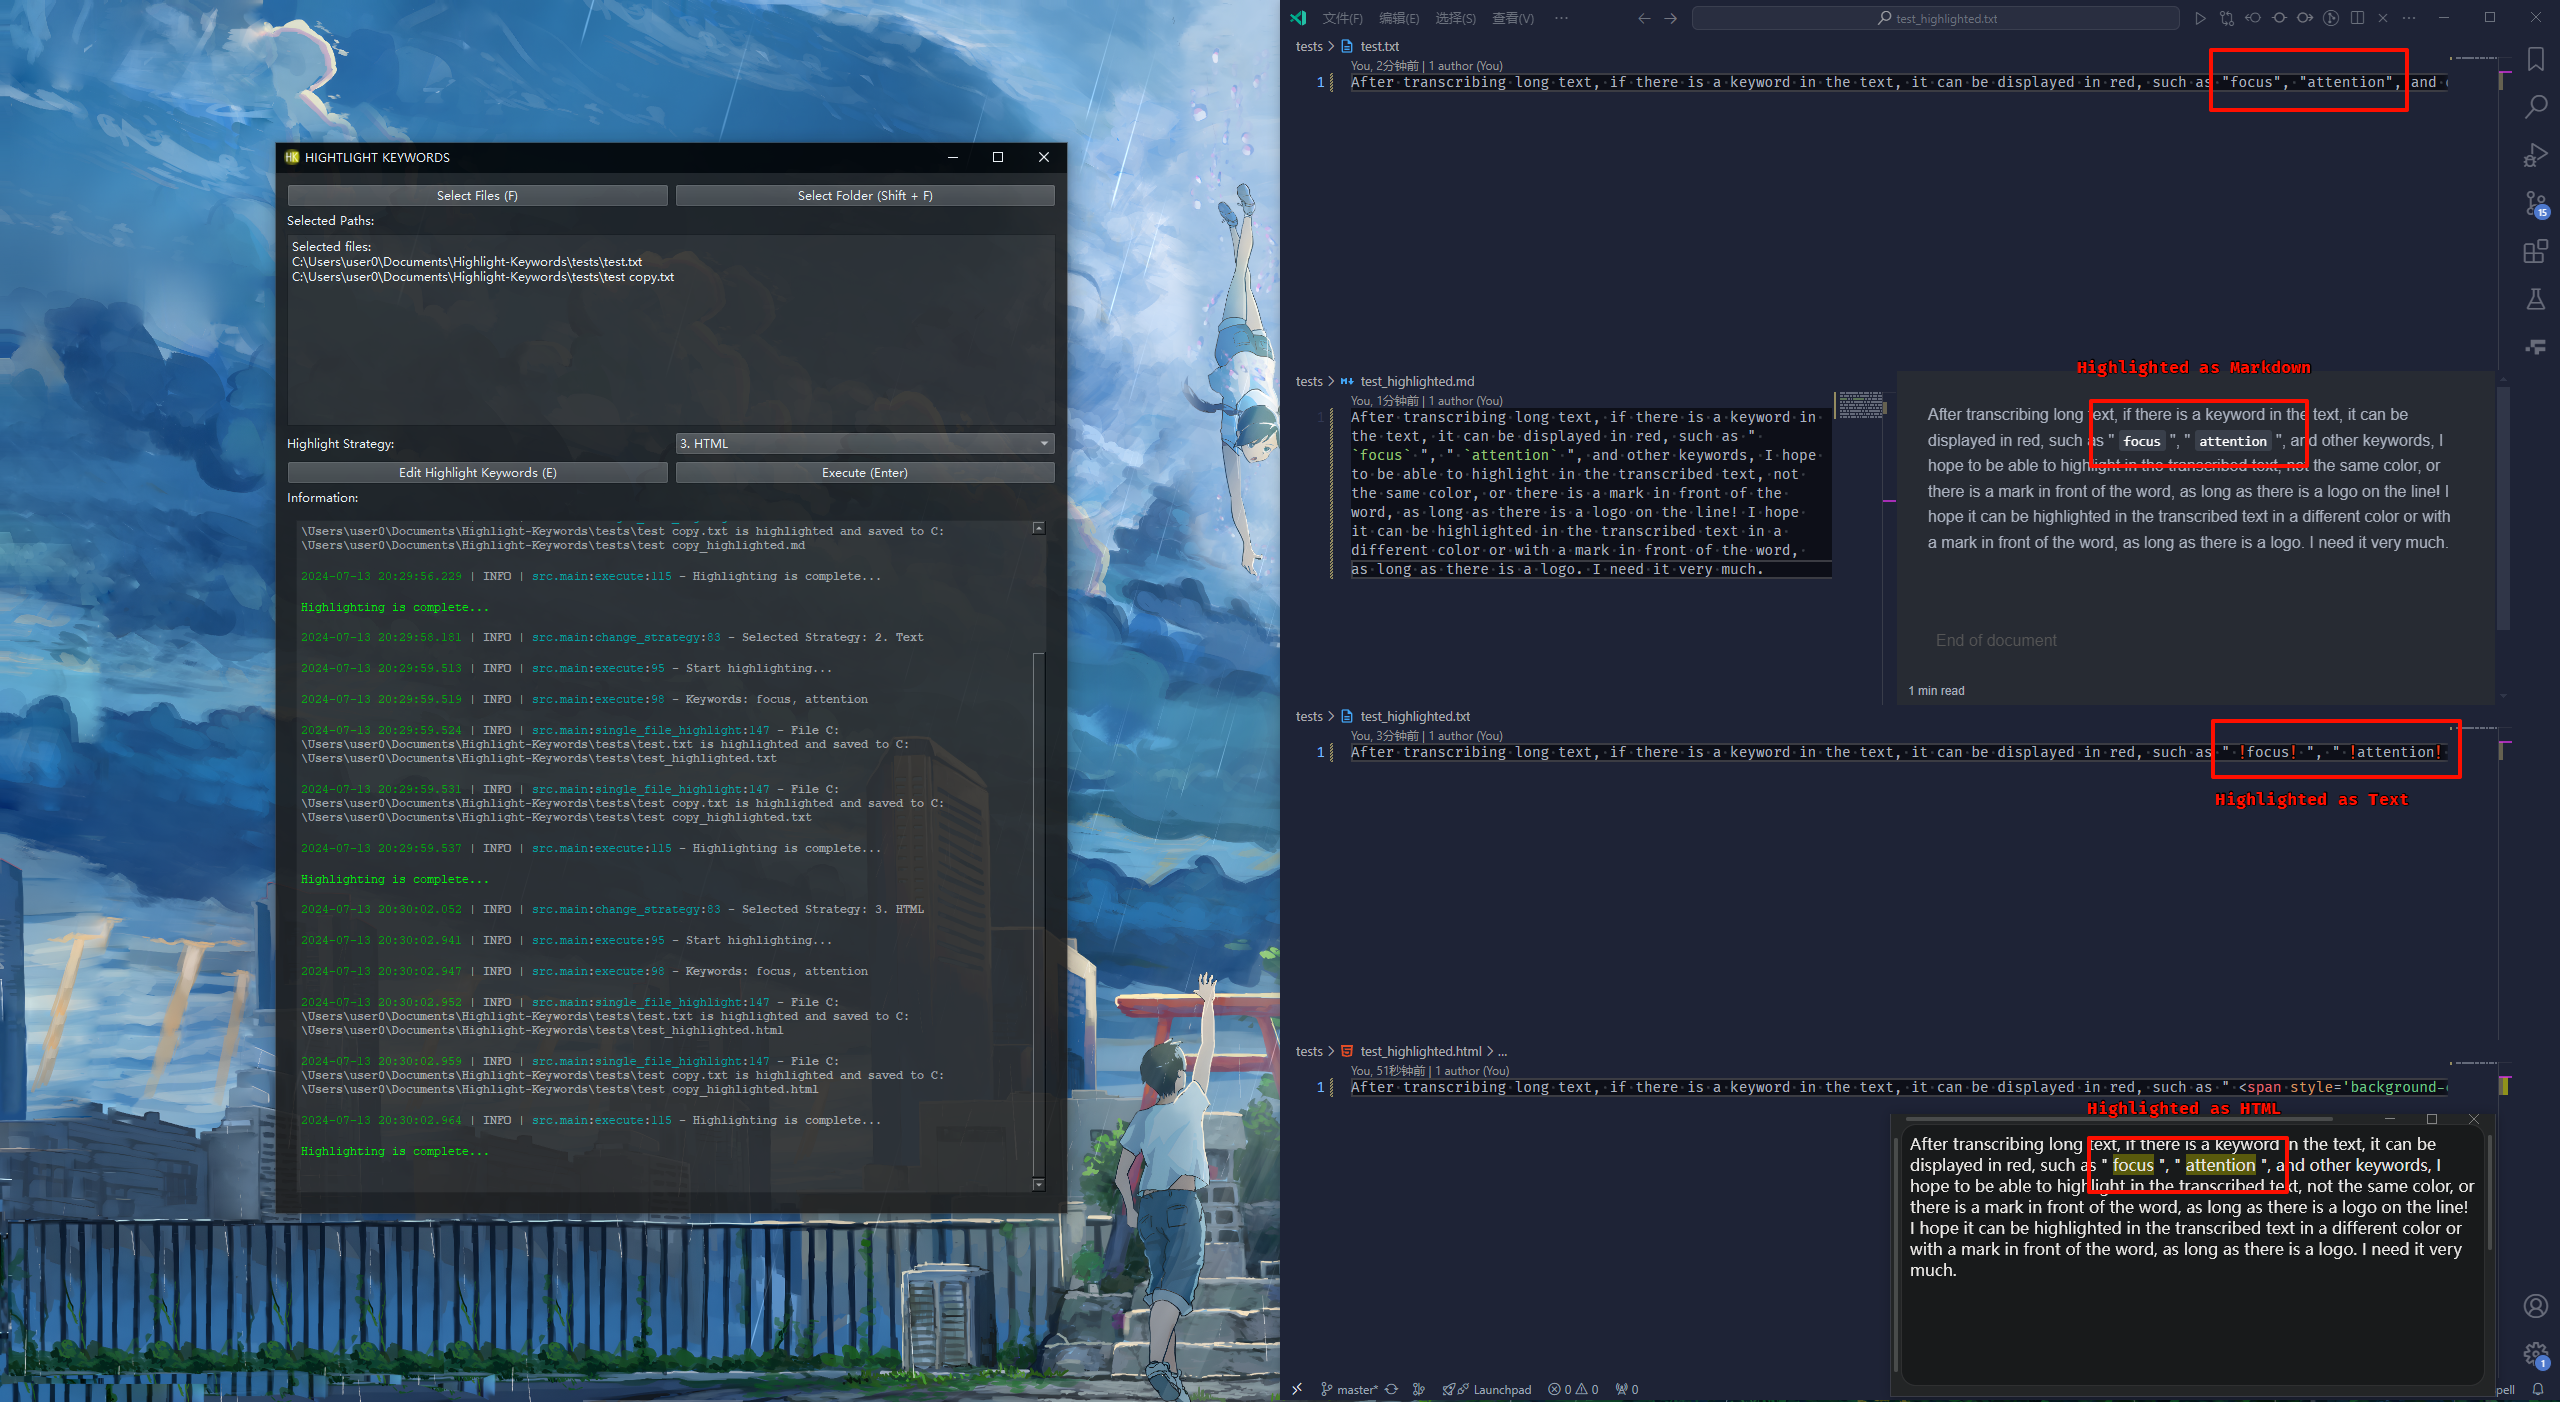 HIGHTLIGHT KEYWORDS
Select Files (F)
Select Folder (Shift + F)
Selected Paths:
Selected files:
C:\Users\user0\Documents\Highlight-Keywords\tests\test.txt
C:\Users\user0\Documents\Highlight-Keywords\tests\test copy.txt
Highlight Strategy:
3. HTML
Edit Highlight Keywords (E)
Execute (Enter)
Information:
\Users\user0\Documents\Highlight-Keywords\tests\test copy.txt is highlighted and saved to C:
\Users\user0\Documents\Highlight-Keywords\tests\test copy_highlighted.md
2024-07-13 20:29:56.229 | INFO | src.main:execute:115 - Highlighting is complete...
Highlighting is complete...
2024-07-13 20:29:58.181 | INFO | src.main:change_strategy:83 - Selected Strategy: 2. Text
2024-07-13 20:29:59.513 | INFO | src.main:execute:95 - Start highlighting...
2024-07-13 20:29:59.519 | INFO | src.main:execute:98 - Keywords: focus, attention
2024-07-13 20:29:59.524 | INFO | src.main:single_file_highlight:147 - File C:
\Users\user0\Documents\Highlight-Keywords\tests\test.txt is highlighted and saved to C:
\Users\user0\Documents\Highlight-Keywords\tests\test_highlighted.txt
2024-07-13 20:29:59.531 | INFO | src.main:single_file_highlight:147 - File C:
\Users\user0\Documents\Highlight-Keywords\tests\test copy.txt is highlighted and saved to C:
\Users\user0\Documents\Highlight-Keywords\tests\test copy_highlighted.txt
2024-07-13 20:29:59.537 | INFO | src.main:execute:115 - Highlighting is complete...
Highlighting is complete...
2024-07-13 20:30:02.052 | INFO | src.main:change_strategy:83 - Selected Strategy: 3. HTML
2024-07-13 20:30:02.941 | INFO | src.main:execute:95 - Start highlighting...
2024-07-13 20:30:02.947 | INFO | src.main:execute:98 - Keywords: focus, attention
2024-07-13 20:30:02.952 | INFO | src.main:single_file_highlight:147 - File C:
\Users\user0\Documents\Highlight-Keywords\tests\test.txt is highlighted and saved to C:
\Users\user0\Documents\Highlight-Keywords\tests\test_highlighted.html
2024-07-13 20:30:02.959 | INFO | src.main:single_file_highlight:147 - File C:
\Users\user0\Documents\Highlight-Keywords\tests\test copy.txt is highlighted and saved to C:
\Users\user0\Documents\Highlight-Keywords\tests\test copy_highlighted.html
2024-07-13 20:30:02.964 | INFO | src.main:execute:115 - Highlighting is complete...
Highlighting is complete...
文件(F) 编辑(E) 选择(S) 查看(V) ···
test_highlighted.txt
tests > test.txt
You, 2分钟前 | 1 author (You)
1 After transcribing long text, if there is a keyword in the text, it can be displayed in red, such as "focus", "attention", and
tests > test_highlighted.md
You, 1分钟前 | 1 author (You)
1 After transcribing long text, if there is a keyword in
the text, it can be displayed in red, such as "
`focus` ", " `attention` ", and other keywords, I hope
to be able to highlight in the transcribed text, not
the same color, or there is a mark in front of the
word, as long as there is a logo on the line! I hope
it can be highlighted in the transcribed text in a
different color or with a mark in front of the word,
as long as there is a logo. I need it very much.
Highlighted as Markdown
After transcribing long text, if there is a keyword in the text, it can be
displayed in red, such as " focus ", " attention ", and other keywords, I
hope to be able to highlight in the transcribed text, not the same color, or
there is a mark in front of the word, as long as there is a logo on the line! I
hope it can be highlighted in the transcribed text in a different color or with
a mark in front of the word, as long as there is a logo. I need it very much.
End of document
1 min read
tests > test_highlighted.txt
You, 3分钟前 | 1 author (You)
1 After transcribing long text, if there is a keyword in the text, it can be displayed in red, such as " !focus! ", " !attention!
Highlighted as Text
tests > test_highlighted.html > ...
You, 51秒钟前 | 1 author (You)
1 After transcribing long text, if there is a keyword in the text, it can be displayed in red, such as " <span style='background-
Highlighted as HTML
After transcribing long text, if there is a keyword in the text, it can be
displayed in red, such as " focus ", " attention ", and other keywords, I
hope to be able to highlight in the transcribed text, not the same color, or
there is a mark in front of the word, as long as there is a logo on the line!
I hope it can be highlighted in the transcribed text in a different color or
with a mark in front of the word, as long as there is a logo. I need it very
much.
15
1
master* Launchpad 0 0 0
pell